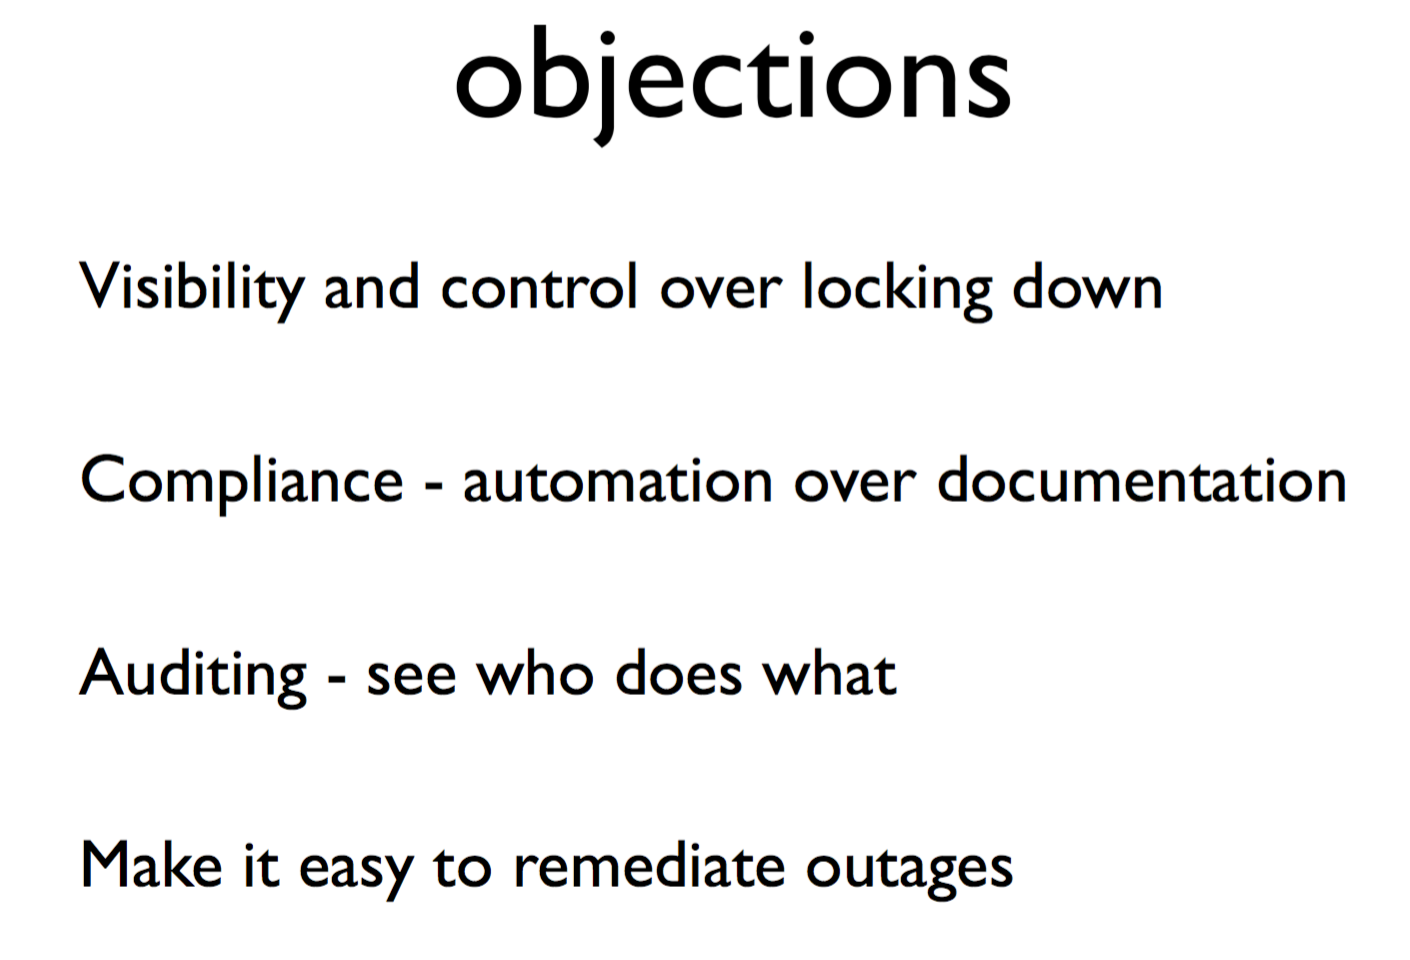 objections
Visibility and control over locking down
Compliance - automation over documentation
Auditing - see who does what
Make it easy to remediate outages